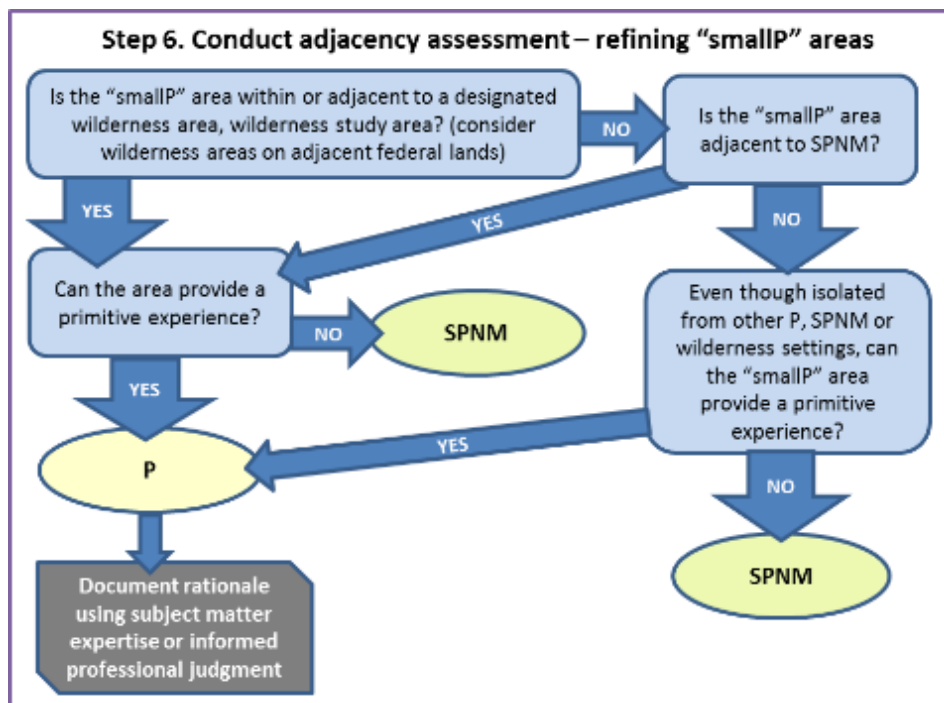 Step 6. Conduct adjacency assessment – refining “smallP” areas
Is the “smallP” area within or adjacent to a designated
wilderness area, wilderness study area? (consider
wilderness areas on adjacent federal lands)
NO
Is the “smallP” area
adjacent to SPNM?
YES
YES
NO
Can the area provide a
primitive experience?
NO
SPNM
Even though isolated
from other P, SPNM or
wilderness settings, can
the “smallP” area
provide a primitive
experience?
YES
YES
P
NO
SPNM
Document rationale
using subject matter
expertise or informed
professional judgment